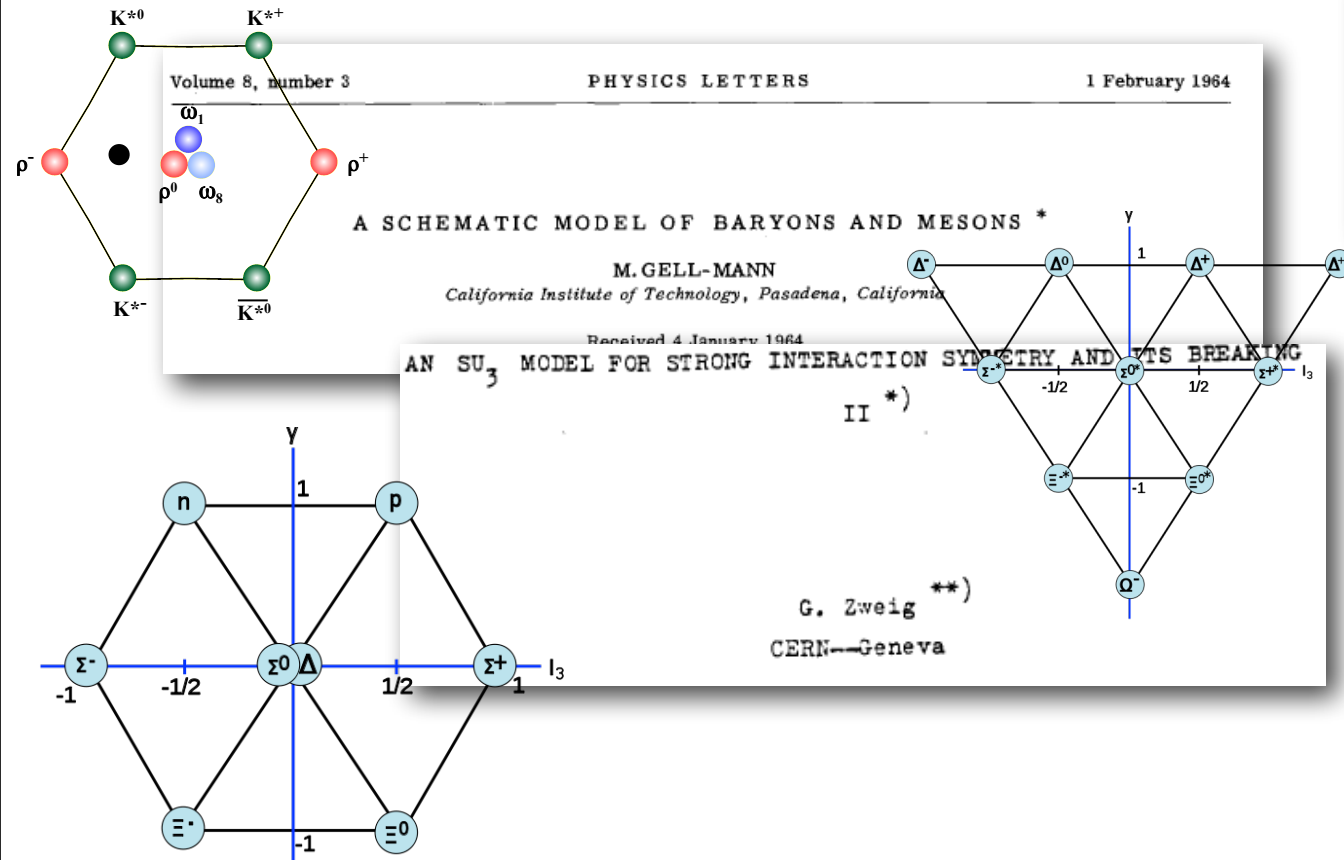 K*0 K*+
Volume 8, number 3 PHYSICS LETTERS 1 February 1964
ω1
ρ- ρ+
ρ0 ω8
A SCHEMATIC MODEL OF BARYONS AND MESONS *
M. GELL-MANN
California Institute of Technology, Pasadena, California
K*- K*0
Received 4 January 1964
AN SU3 MODEL FOR STRONG INTERACTION SYMMETRY AND ITS BREAKING
II *)
G. Zweig **)
CERN--Geneva
y
1
Δ- Δ0 Δ+ Δ+
Σ-* Σ0* Σ+* I3
-1/2 1/2
Ξ-* Ξ0*
-1
Ω-
y
n 1 p
Σ- Σ0 Δ Σ+ I3
-1 -1/2 1/2 1
Ξ- Ξ0
-1